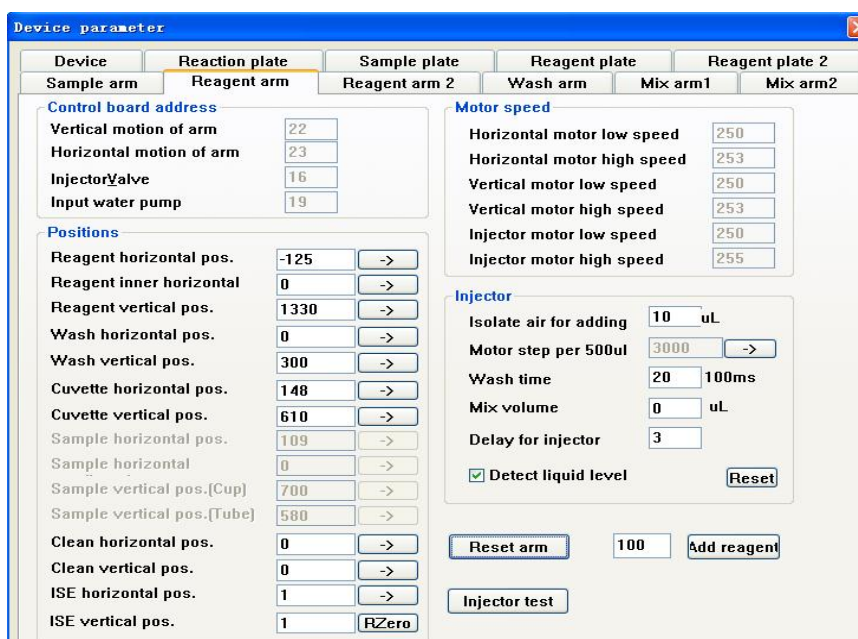 Device parameter
Device Reaction plate Sample plate Reagent plate Reagent plate 2
Sample arm Reagent arm Reagent arm 2 Wash arm Mix arm1 Mix arm2
Control board address
Vertical motion of arm 22
Horizontal motion of arm 23
InjectorValve 16
Input water pump 19
Positions
Reagent horizontal pos. -125 ->
Reagent inner horizontal 0 ->
Reagent vertical pos. 1330 ->
Wash horizontal pos. 0 ->
Wash vertical pos. 300 ->
Cuvette horizontal pos. 148 ->
Cuvette vertical pos. 610 ->
Sample horizontal pos. 109 ->
Sample horizontal 0 ->
Sample vertical pos.(Cup) 700 ->
Sample vertical pos.(Tube) 580 ->
Clean horizontal pos. 0 ->
Clean vertical pos. 0 ->
ISE horizontal pos. 1 ->
ISE vertical pos. 1 RZero
Motor speed
Horizontal motor low speed 250
Horizontal motor high speed 253
Vertical motor low speed 250
Vertical motor high speed 253
Injector motor low speed 250
Injector motor high speed 255
Injector
Isolate air for adding 10 uL
Motor step per 500ul 3000 ->
Wash time 20 100ms
Mix volume 0 uL
Delay for injector 3
Detect liquid level Reset
Reset arm 100 Add reagent
Injector test